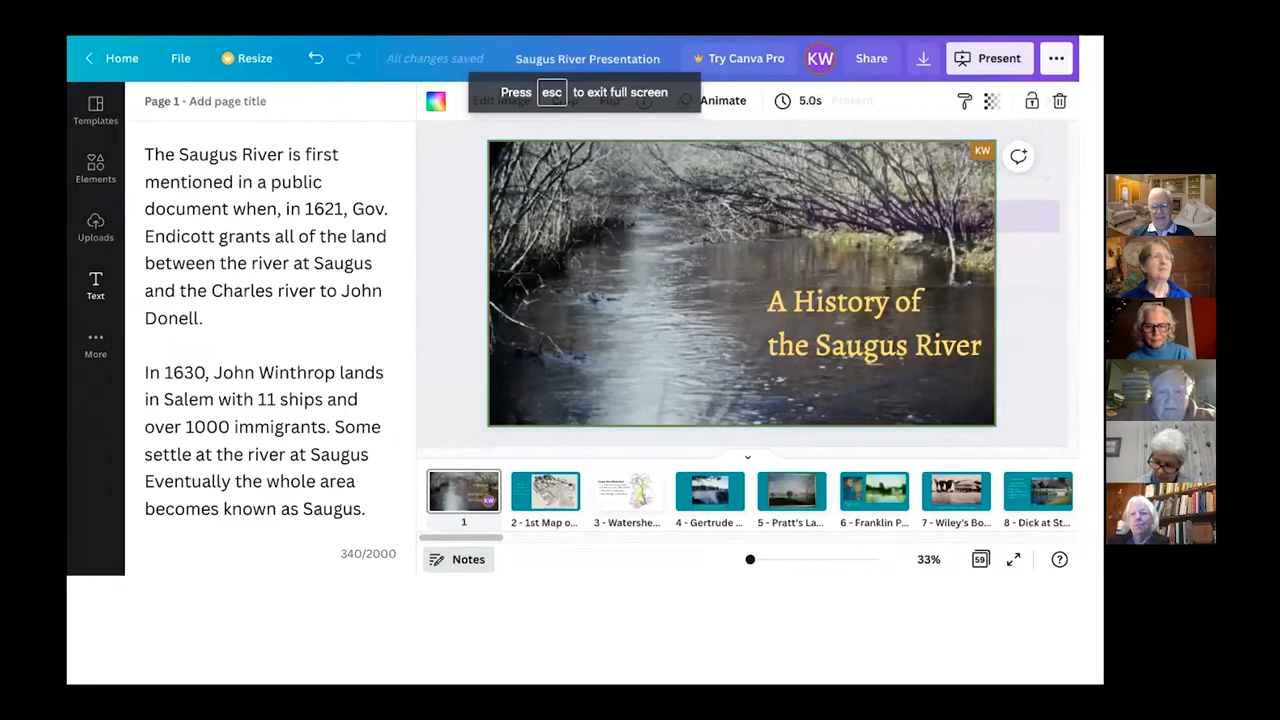 Home File Resize All changes saved Saugus River Presentation Try Canva Pro KW Share Present
Press esc to exit full screen
Edit image Crop Flip Animate 5.0s Present
Templates
Elements
Uploads
Text
More
Page 1 - Add page title
The Saugus River is first
mentioned in a public
document when, in 1621, Gov.
Endicott grants all of the land
between the river at Saugus
and the Charles river to John
Donell.
In 1630, John Winthrop lands
in Salem with 11 ships and
over 1000 immigrants. Some
settle at the river at Saugus
Eventually the whole area
becomes known as Saugus.
340/2000
KW
A History of
the Saugus River
KW
1
2 - 1st Map o...
3 - Watershe...
4 - Gertrude ...
5 - Pratt's La...
6 - Franklin P...
7 - Wiley's Bo...
8 - Dick at St...
Notes 33% 59